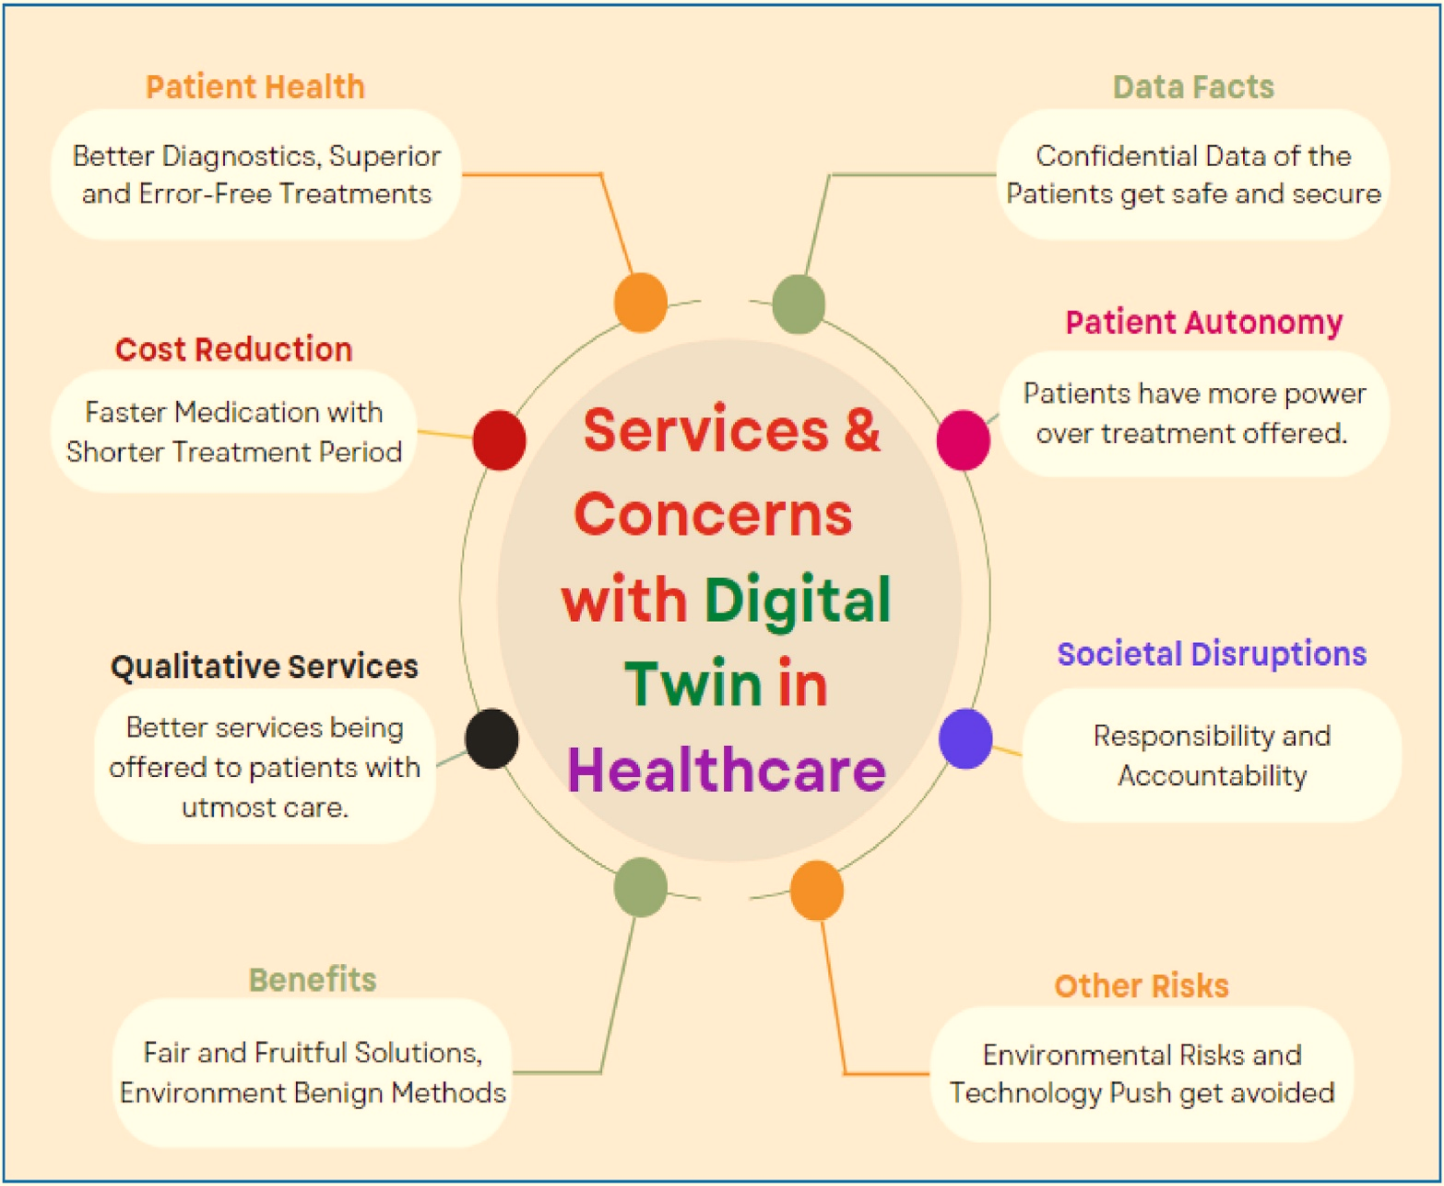 Patient Health
Better Diagnostics, Superior
and Error-Free Treatments
Cost Reduction
Faster Medication with
Shorter Treatment Period
Qualitative Services
Better services being
offered to patients with
utmost care.
Benefits
Fair and Fruitful Solutions,
Environment Benign Methods
Services &
Concerns
with Digital
Twin in
Healthcare
Data Facts
Confidential Data of the
Patients get safe and secure
Patient Autonomy
Patients have more power
over treatment offered.
Societal Disruptions
Responsibility and
Accountability
Other Risks
Environmental Risks and
Technology Push get avoided